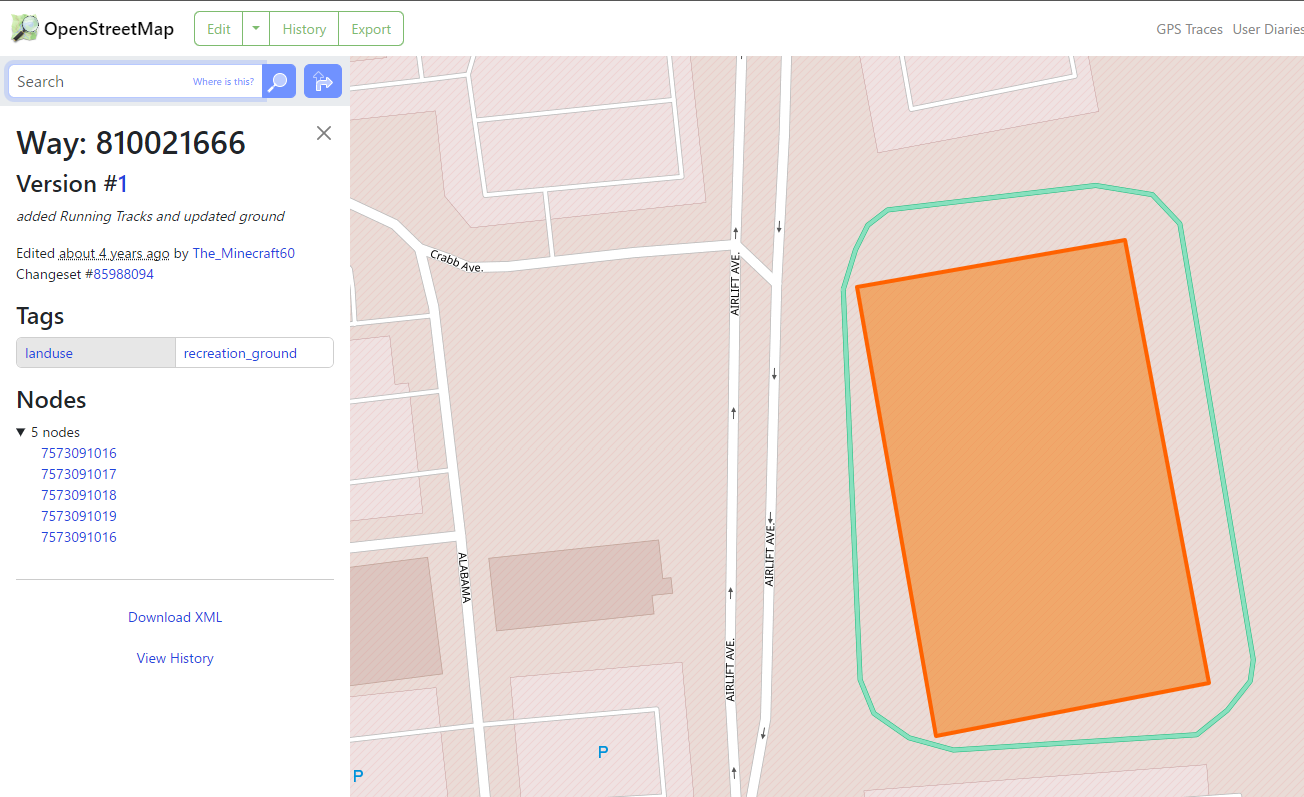 OpenStreetMap
Edit
History
Export
GPS Traces
User Diaries
Search
Where is this?
Way: 810021666
Version #1
added Running Tracks and updated ground
Edited about 4 years ago by The_Minecraft60
Changeset #85988094
Tags
landuse recreation_ground
Nodes
▼ 5 nodes
7573091016
7573091017
7573091018
7573091019
7573091016
Download XML
View History
Crabb Ave.
AIRLIFT AVE.
AIRLIFT AVE.
ALABAMA
AIRLIFT AVE.
P
P